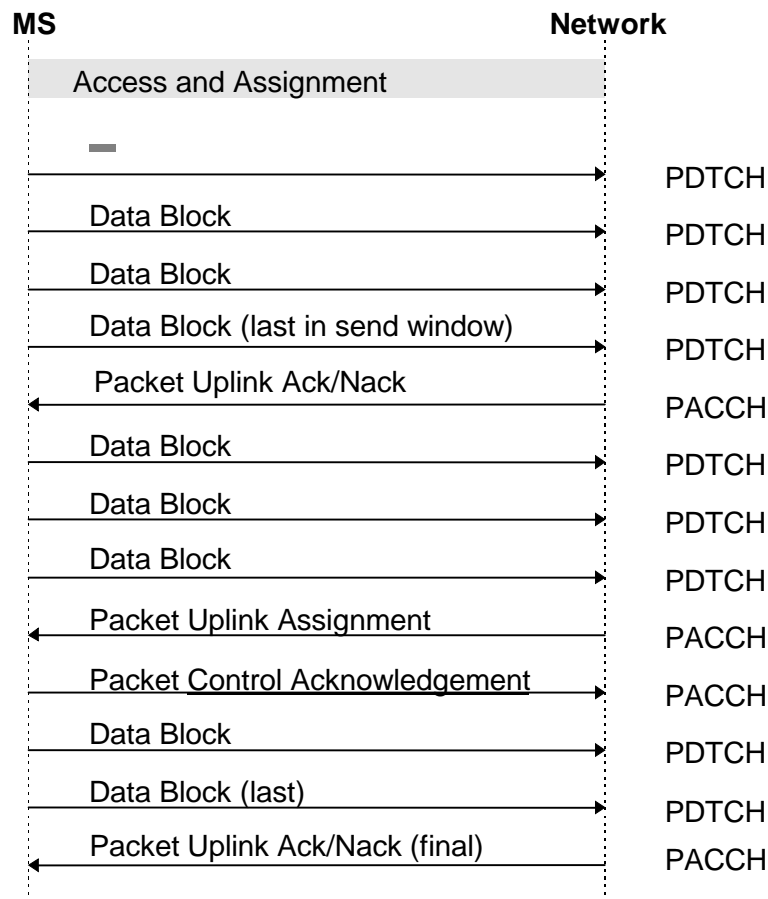 MS Network
Access and Assignment
PDTCH
Data Block
PDTCH
Data Block
PDTCH
Data Block (last in send window)
PDTCH
Packet Uplink Ack/Nack
PACCH
Data Block
PDTCH
Data Block
PDTCH
Data Block
PDTCH
Packet Uplink Assignment
PACCH
Packet Control Acknowledgement
PACCH
Data Block
PDTCH
Data Block (last)
PDTCH
Packet Uplink Ack/Nack (final)
PACCH